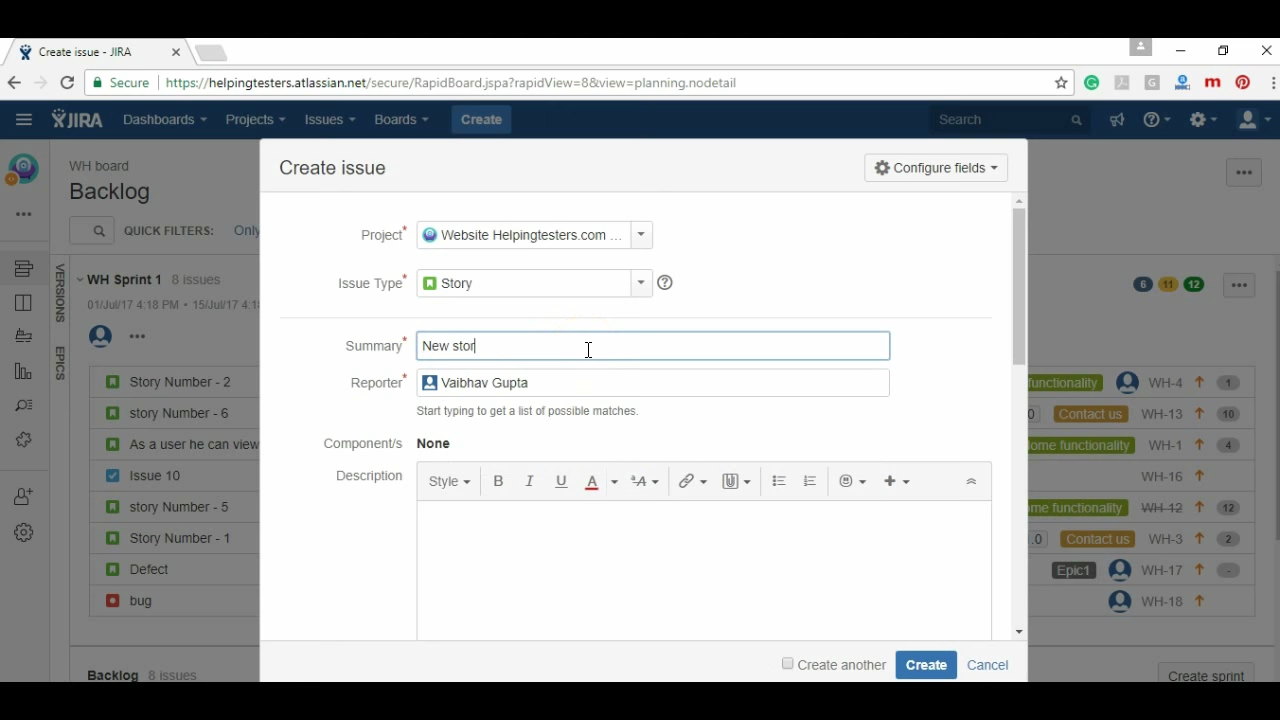 Create issue - JIRA
Secure https://helpingtesters.atlassian.net/secure/RapidBoard.jspa?rapidView=8&view=planning.nodetail
JIRA Dashboards Projects Issues Boards Create Search
WH board
Backlog
QUICK FILTERS: Only
Create issue
Configure fields
Project* Website Helpingtesters.com ...
Issue Type* Story
VERSIONS
EPICS
WH Sprint 1 8 issues
6 11 12
01/Jul/17 4:18 PM • 15/Jul/17 4:1
Summary* New stor
Reporter* Vaibhav Gupta
Start typing to get a list of possible matches.
Component/s None
Description Style B I U A
Story Number - 2
unctionality WH-4 1
story Number - 6
0 Contact us WH-13 10
As a user he can view
ome functionality WH-1 4
Issue 10
WH-16
story Number - 5
me functionality WH-12 12
Story Number - 1
.0 Contact us WH-3 2
Defect
Epic1 WH-17 -
bug
WH-18
Create another Create Cancel
Backlog 8 issues
Create sprint